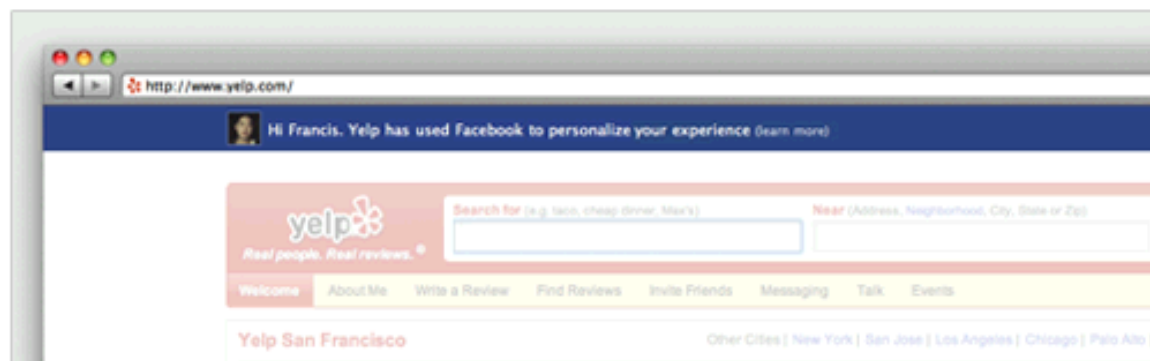 http://www.yelp.com/
Hi Francis. Yelp has used Facebook to personalize your experience (learn more)
yelp
Real people. Real reviews.®
Search for (e.g. taco, cheap dinner, Max's)
Near (Address, Neighborhood, City, State or Zip)
Welcome About Me Write a Review Find Reviews Invite Friends Messaging Talk Events
Yelp San Francisco
Other Cities | New York | San Jose | Los Angeles | Chicago | Palo Alto